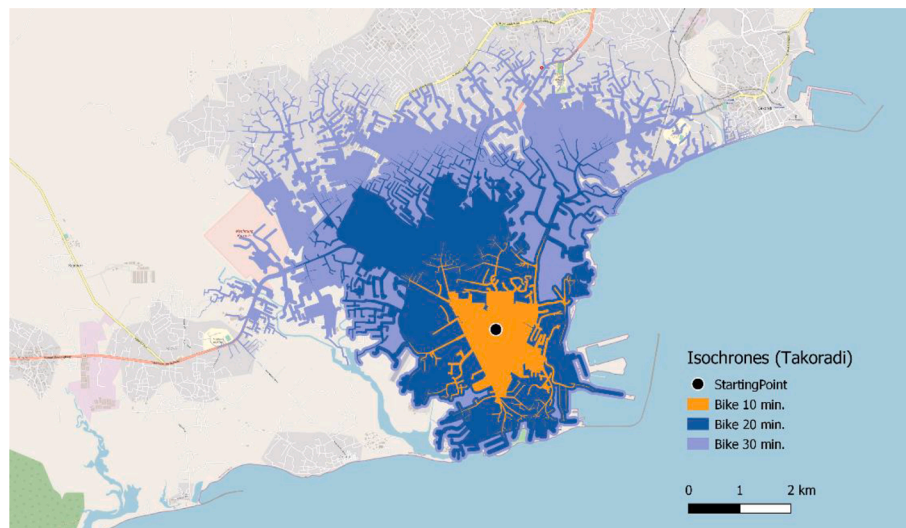 Isochrones (Takoradi)
StartingPoint
Bike 10 min.
Bike 20 min.
Bike 30 min.
0 1 2 km